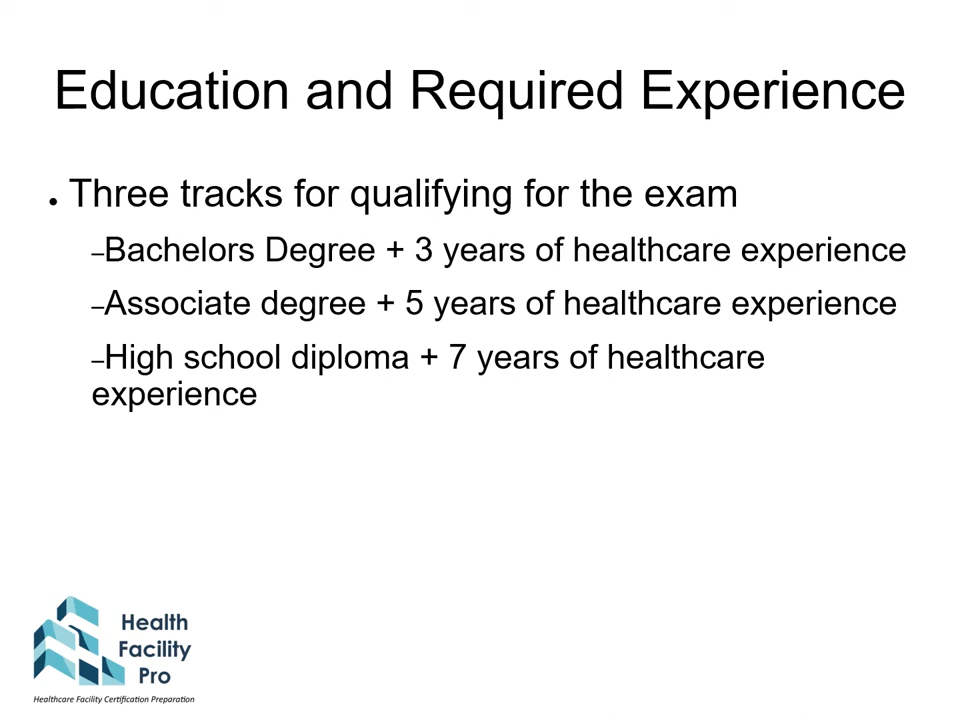 Education and Required Experience
● Three tracks for qualifying for the exam
–Bachelors Degree + 3 years of healthcare experience
–Associate degree + 5 years of healthcare experience
–High school diploma + 7 years of healthcare
experience
Health
Facility
Pro
Healthcare Facility Certification Preparation